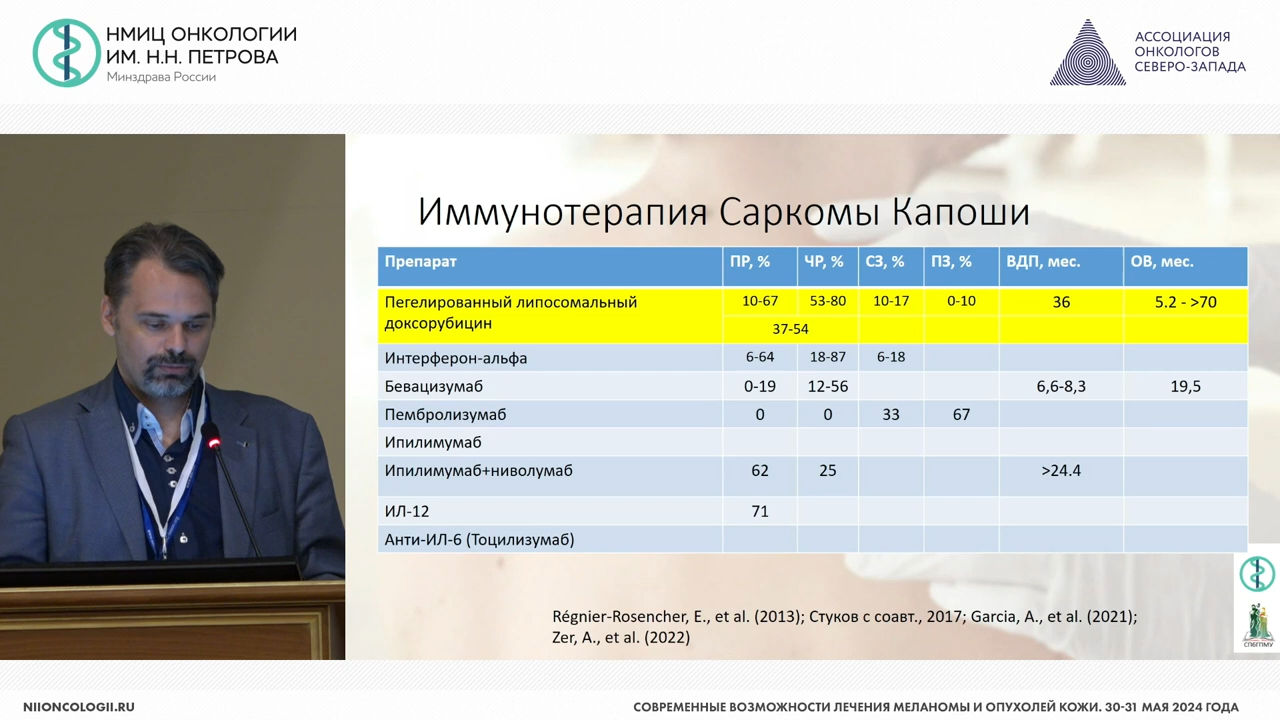 НМИЦ ОНКОЛОГИИ
ИМ. Н.Н. ПЕТРОВА
Минздрава России
АССОЦИАЦИЯ
ОНКОЛОГОВ
СЕВЕРО-ЗАПАДА
Иммунотерапия Саркомы Капоши
Препарат ПР, % ЧР, % СЗ, % ПЗ, % ВДП, мес. ОВ, мес.
Пегелированный липосомальный 10-67 53-80 10-17 0-10 36 5.2 - >70
доксорубицин 37-54
Интерферон-альфа 6-64 18-87 6-18
Бевацизумаб 0-19 12-56 6,6-8,3 19,5
Пембролизумаб 0 0 33 67
Ипилимумаб
Ипилимумаб+ниволумаб 62 25 >24.4
ИЛ-12 71
Анти-ИЛ-6 (Тоцилизумаб)
Régnier-Rosencher, E., et al. (2013); Стуков с соавт., 2017; Garcia, A., et al. (2021);
Zer, A., et al. (2022)
СПбГПМУ
NIIONCOLOGII.RU
СОВРЕМЕННЫЕ ВОЗМОЖНОСТИ ЛЕЧЕНИЯ МЕЛАНОМЫ И ОПУХОЛЕЙ КОЖИ. 30-31 МАЯ 2024 ГОДА